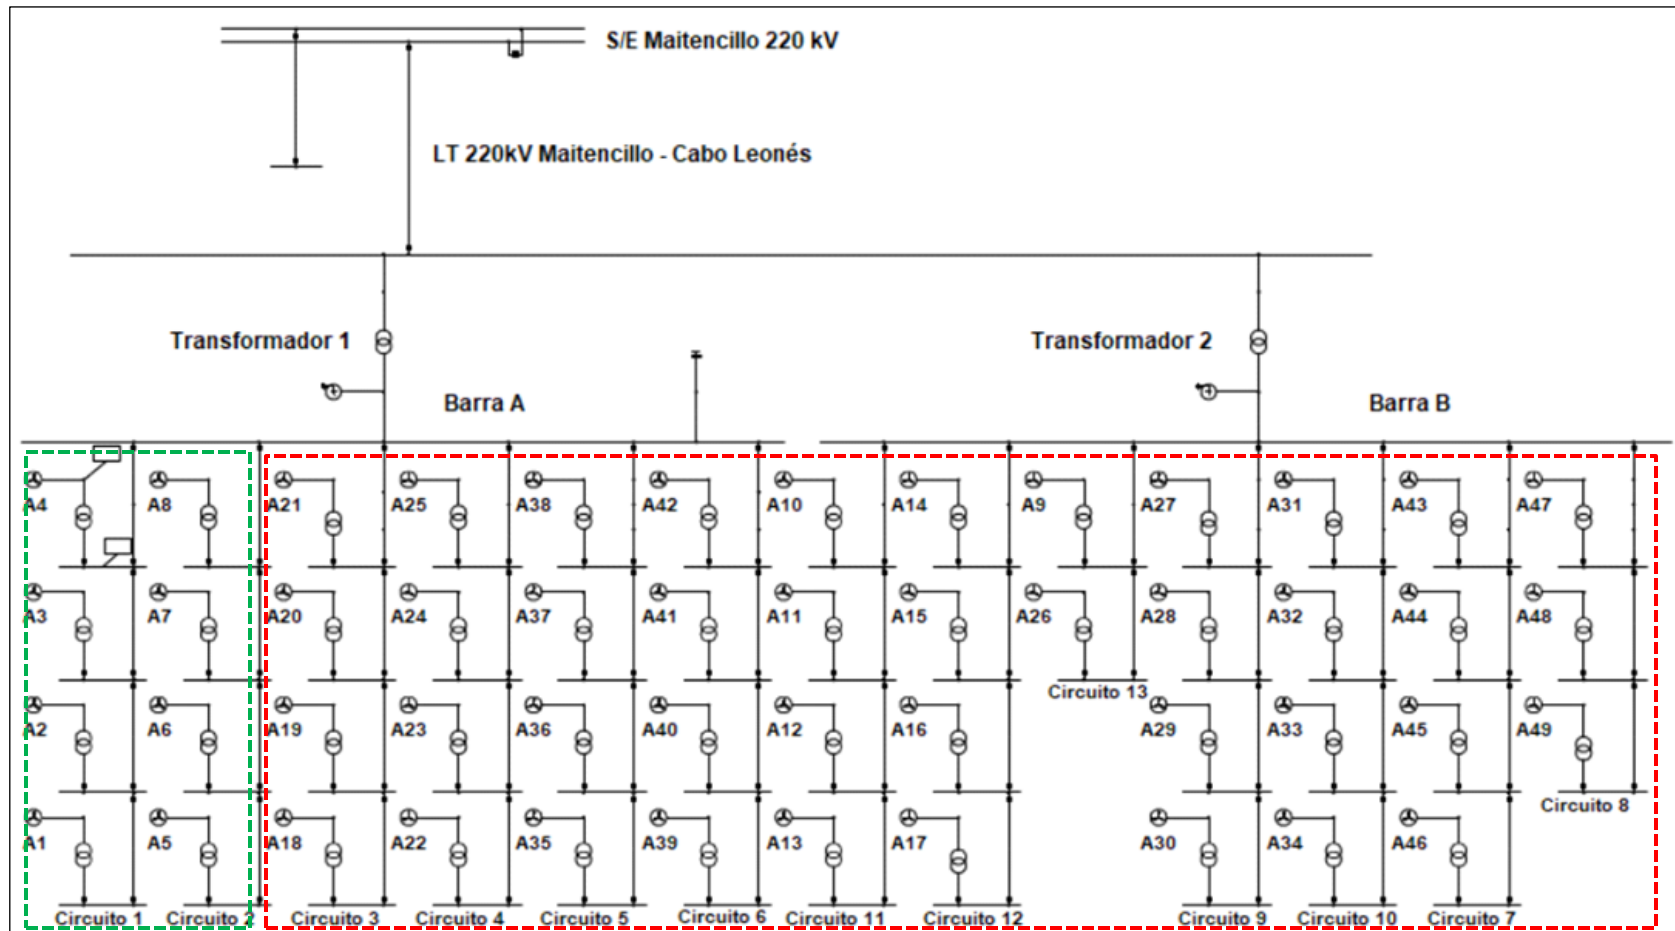 S/E Maitencillo 220 kV
LT 220kV Maitencillo - Cabo Leonés
Transformador 1
Transformador 2
Barra A
Barra B
A4 A8 A21 A25 A38 A42 A10 A14 A9 A27 A31 A43 A47
A3 A7 A20 A24 A37 A41 A11 A15 A26 A28 A32 A44 A48
Circuito 13
A2 A6 A19 A23 A36 A40 A12 A16 A29 A33 A45 A49
Circuito 8
A1 A5 A18 A22 A35 A39 A13 A17 A30 A34 A46
Circuito 1 Circuito 2 Circuito 3 Circuito 4 Circuito 5 Circuito 6 Circuito 11 Circuito 12 Circuito 9 Circuito 10 Circuito 7